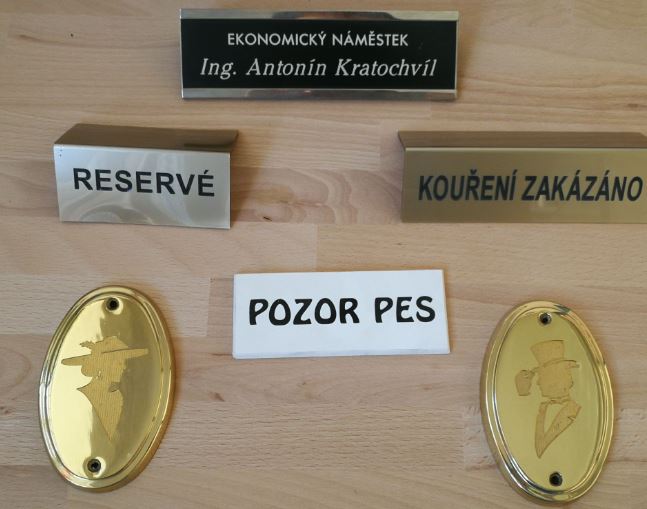 EKONOMICKÝ NÁMĚSTEK
Ing. Antonín Kratochvíl
RESERVÉ
KOUŘENÍ ZAKÁZÁNO
POZOR PES